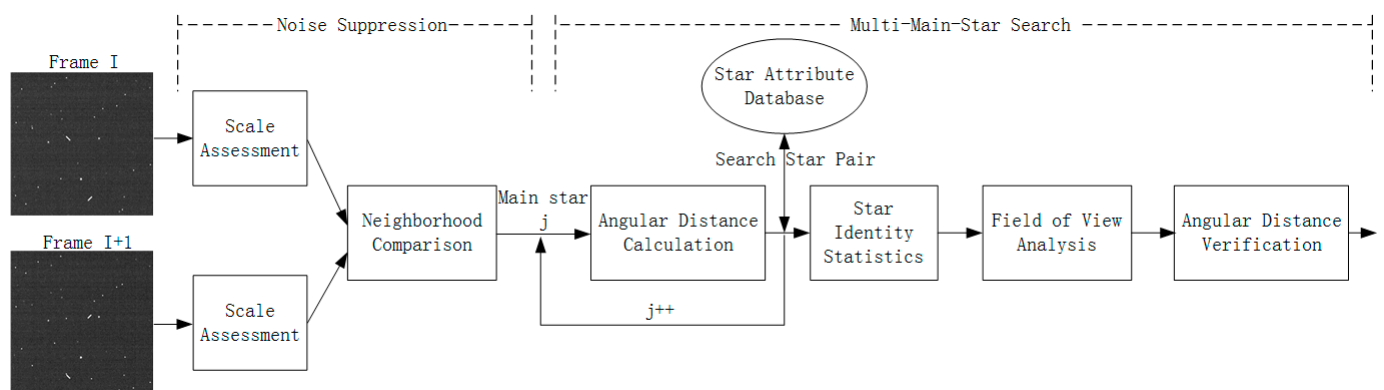 Noise Suppression
Multi-Main-Star Search
Frame I
Star Attribute
Database
Scale
Assessment
Search Star Pair
Main star
j
Neighborhood
Comparison
Angular Distance
Calculation
Star
Identity
Statistics
Field of View
Analysis
Angular Distance
Verification
Frame I+1
Scale
Assessment
j++